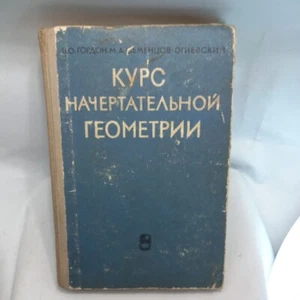 В.О. ГОРДОН, М.А. СЕМЕНЦОВ-ОГИЕВСКИЙ
КУРС
НАЧЕРТАТЕЛЬНОЙ
ГЕОМЕТРИИ